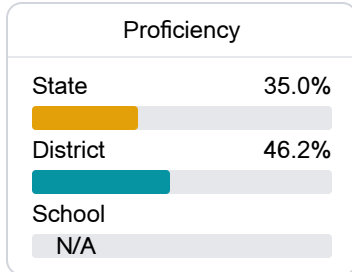 Proficiency
State 35.0%
District 46.2%
School
N/A